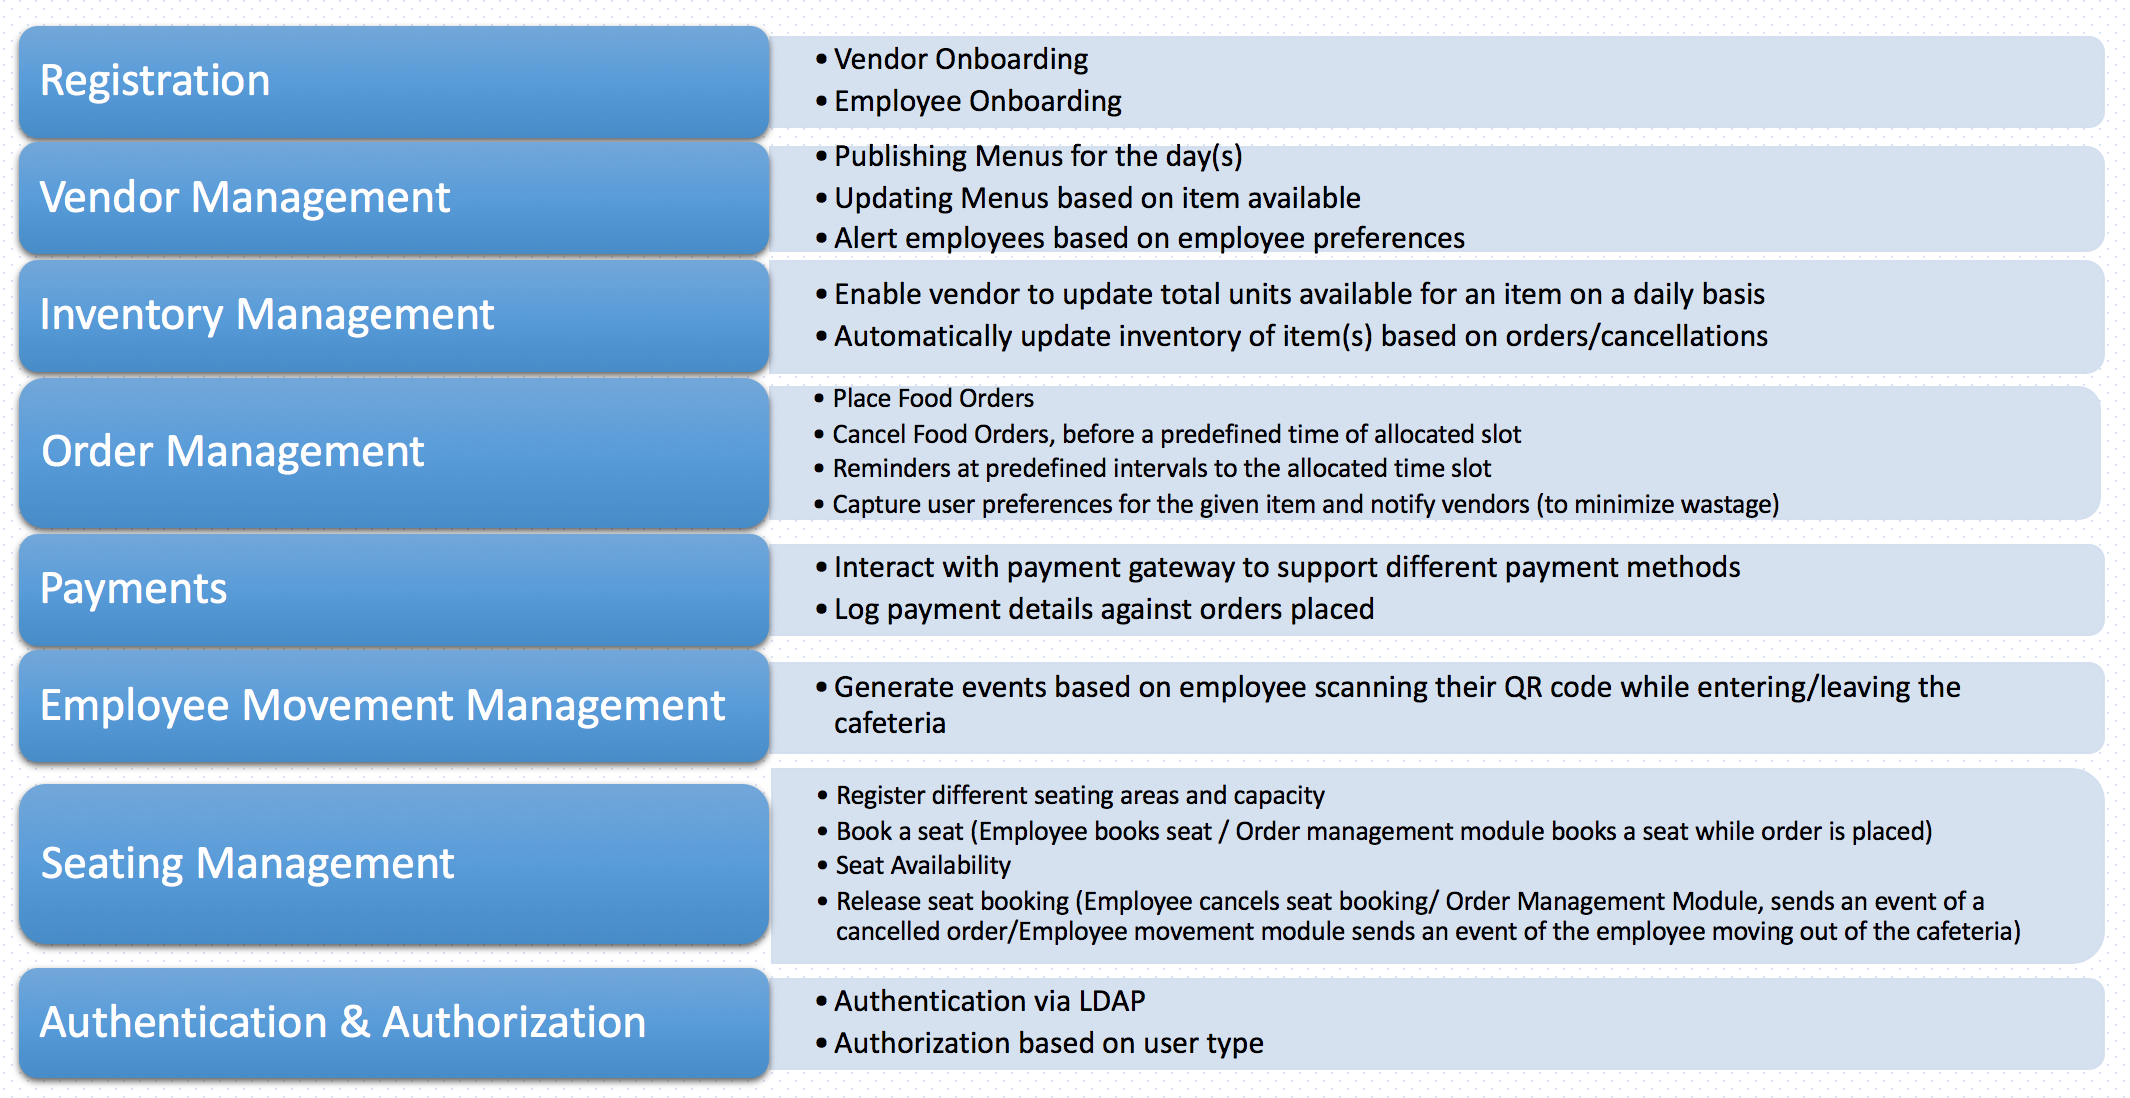 Registration
• Vendor Onboarding
• Employee Onboarding
Vendor Management
• Publishing Menus for the day(s)
• Updating Menus based on item available
• Alert employees based on employee preferences
Inventory Management
• Enable vendor to update total units available for an item on a daily basis
• Automatically update inventory of item(s) based on orders/cancellations
Order Management
• Place Food Orders
• Cancel Food Orders, before a predefined time of allocated slot
• Reminders at predefined intervals to the allocated time slot
• Capture user preferences for the given item and notify vendors (to minimize wastage)
Payments
• Interact with payment gateway to support different payment methods
• Log payment details against orders placed
Employee Movement Management
• Generate events based on employee scanning their QR code while entering/leaving the
cafeteria
Seating Management
• Register different seating areas and capacity
• Book a seat (Employee books seat / Order management module books a seat while order is placed)
• Seat Availability
• Release seat booking (Employee cancels seat booking/ Order Management Module, sends an event of a
cancelled order/Employee movement module sends an event of the employee moving out of the cafeteria)
Authentication & Authorization
• Authentication via LDAP
• Authorization based on user type